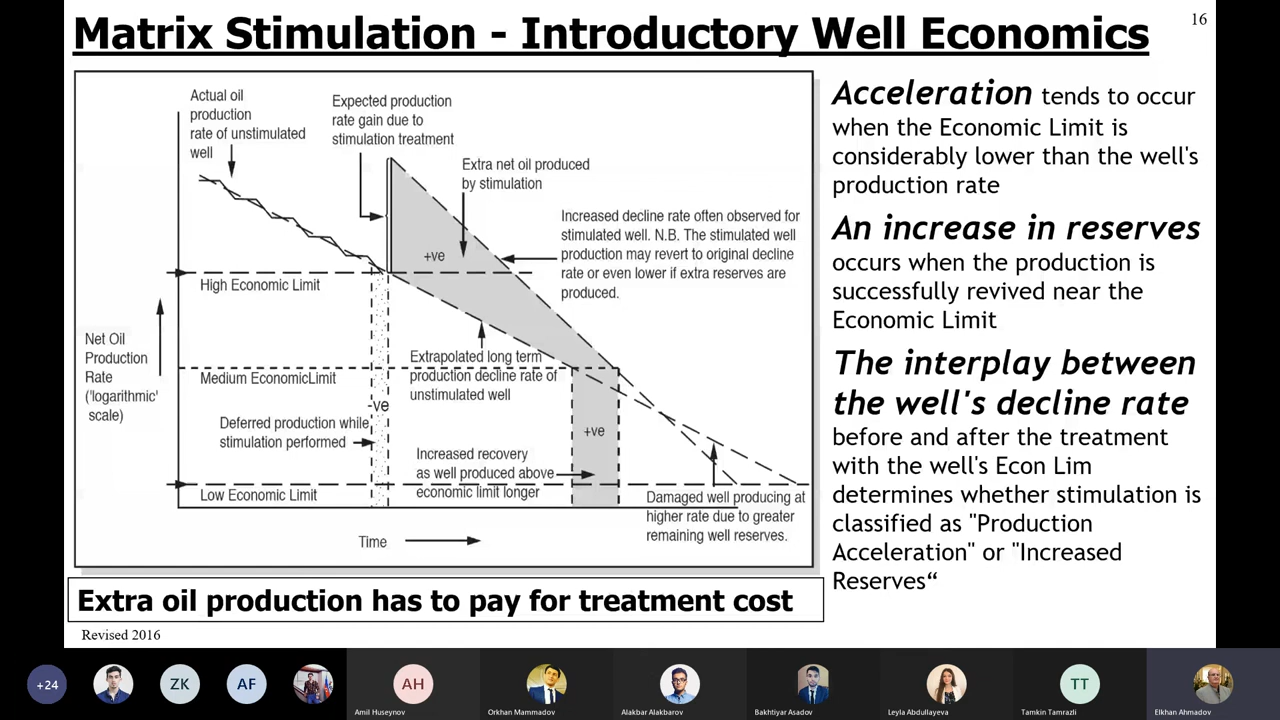 Matrix Stimulation - Introductory Well Economics
16
Actual oil
production
rate of unstimulated
well
Expected production
rate gain due to
stimulation treatment
Extra net oil produced
by stimulation
Increased decline rate often observed for
stimulated well. N.B. The stimulated well
production may revert to original decline
rate or even lower if extra reserves are
produced.
+ve
High Economic Limit
Net Oil
Production
Rate
('logarithmic'
scale)
Extrapolated long term
production decline rate of
unstimulated well
Medium EconomicLimit
-ve
Deferred production while
stimulation performed
+ve
Increased recovery
as well produced above
economic limit longer
Low Economic Limit
Damaged well producing at
higher rate due to greater
remaining well reserves.
Time
Acceleration tends to occur
when the Economic Limit is
considerably lower than the well's
production rate
An increase in reserves
occurs when the production is
successfully revived near the
Economic Limit
The interplay between
the well's decline rate
before and after the treatment
with the well's Econ Lim
determines whether stimulation is
classified as "Production
Acceleration" or "Increased
Reserves“
Extra oil production has to pay for treatment cost
Revised 2016
+24
ZK
AF
AH
TT
Amil Huseynov
Orkhan Mammadov
Alakbar Alakbarov
Bakhtiyar Asadov
Leyla Abdullayeva
Tamkin Tamrazli
Elkhan Ahmadov